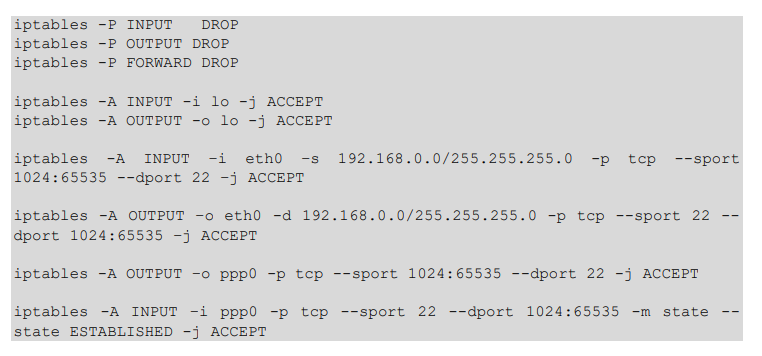 iptables -P INPUT   DROP
iptables -P OUTPUT DROP
iptables -P FORWARD DROP
iptables -A INPUT -i lo -j ACCEPT
iptables -A OUTPUT -o lo -j ACCEPT
iptables -A INPUT -i eth0 -s 192.168.0.0/255.255.255.0 -p tcp --sport
1024:65535 --dport 22 -j ACCEPT
iptables -A OUTPUT -o eth0 -d 192.168.0.0/255.255.255.0 -p tcp --sport 22 --
dport 1024:65535 -j ACCEPT
iptables -A OUTPUT -o ppp0 -p tcp --sport 1024:65535 --dport 22 -j ACCEPT
iptables -A INPUT -i ppp0 -p tcp --sport 22 --dport 1024:65535 -m state --
state ESTABLISHED -j ACCEPT